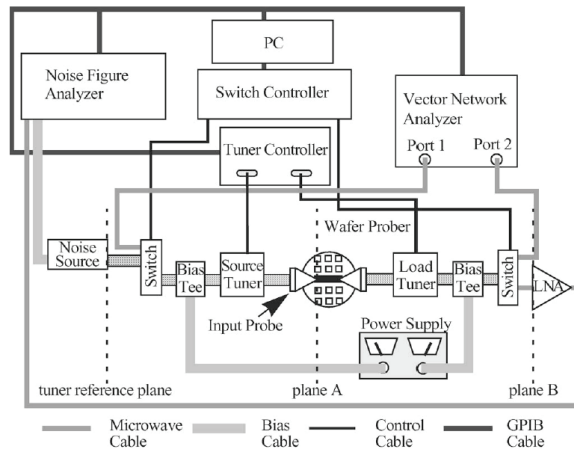 PC
Noise Figure
Analyzer
Switch Controller
Vector Network
Analyzer
Port 1
Port 2
Tuner Controller
Wafer Prober
Noise
Source
Switch
Bias
Tee
Source
Tuner
Load
Tuner
Bias
Tee
Switch
LNA
Input Probe
Power Supply
tuner reference plane
plane A
plane B
Microwave
Cable
Bias
Cable
Control
Cable
GPIB
Cable